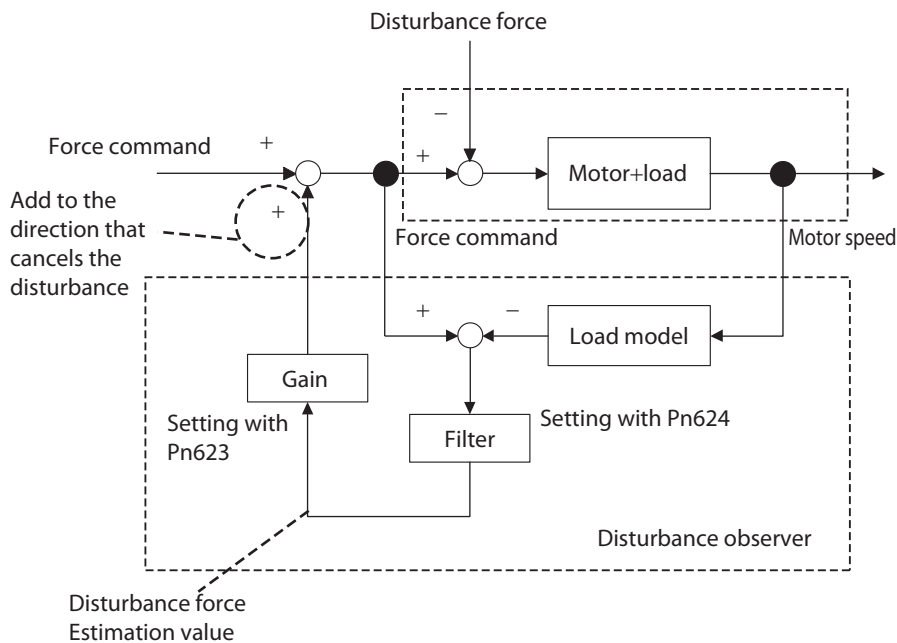 Disturbance force
−
+
Force command
+
Motor+load
Add to the
direction that
cancels the
disturbance
+
Force command
Motor speed
+
−
Load model
Gain
Setting with
Pn623
Filter
Setting with Pn624
Disturbance observer
Disturbance force
Estimation value